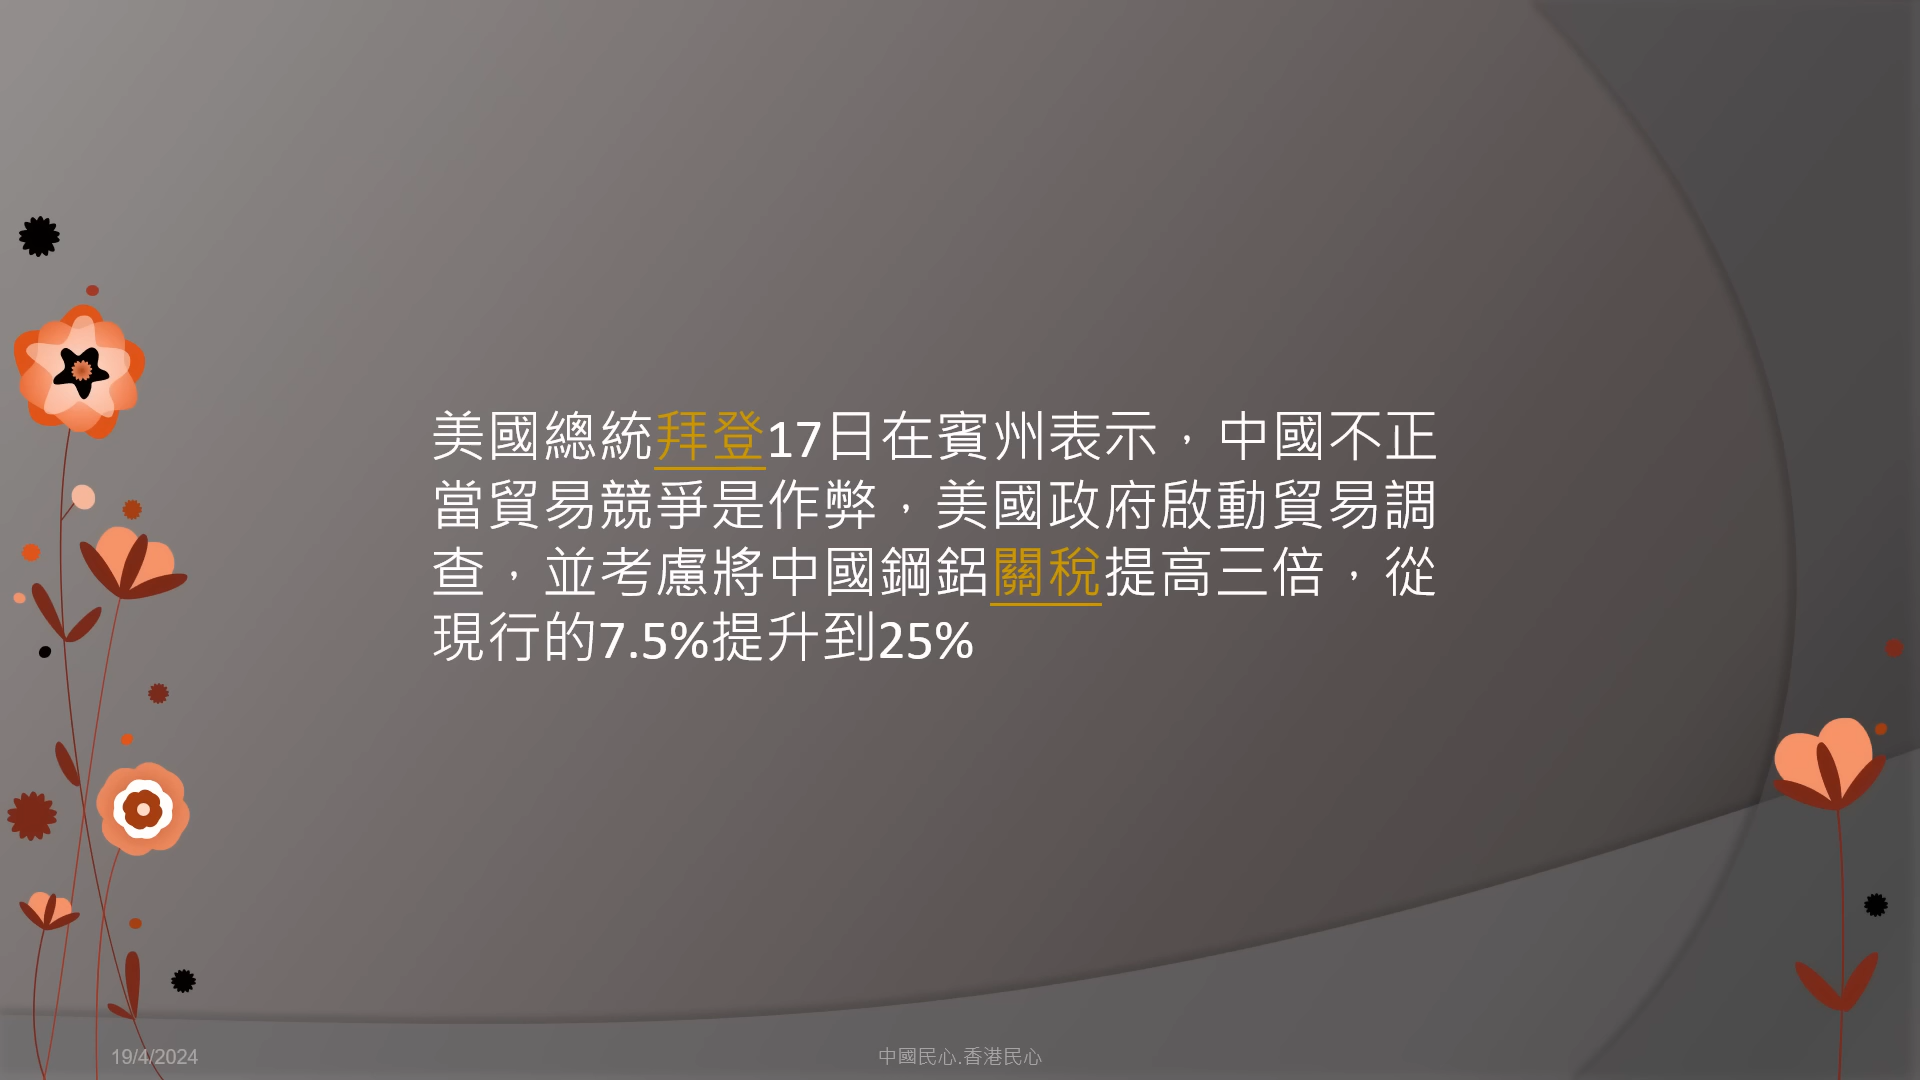 美國總統拜登17日在賓州表示，中國不正
當貿易競爭是作弊，美國政府啟動貿易調
查，並考慮將中國鋼鋁關稅提高三倍，從
現行的7.5%提升到25%
19/4/2024
中國民心.香港民心